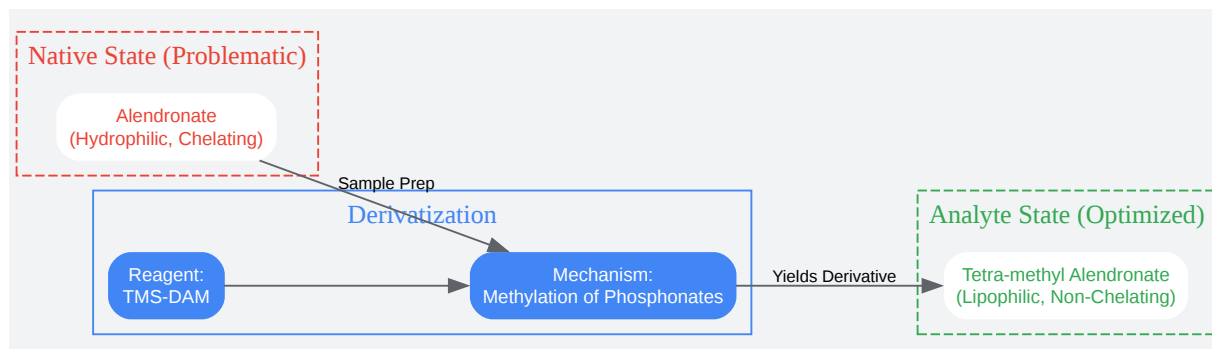 Native State (Problematic)
Alendronate
(Hydrophilic, Chelating)
Sample Prep
Derivatization
Reagent:
TMS-DAM
Mechanism:
Methylation of Phosphonates
Yields Derivative
Analyte State (Optimized)
Tetra-methyl Alendronate
(Lipophilic, Non-Chelating)